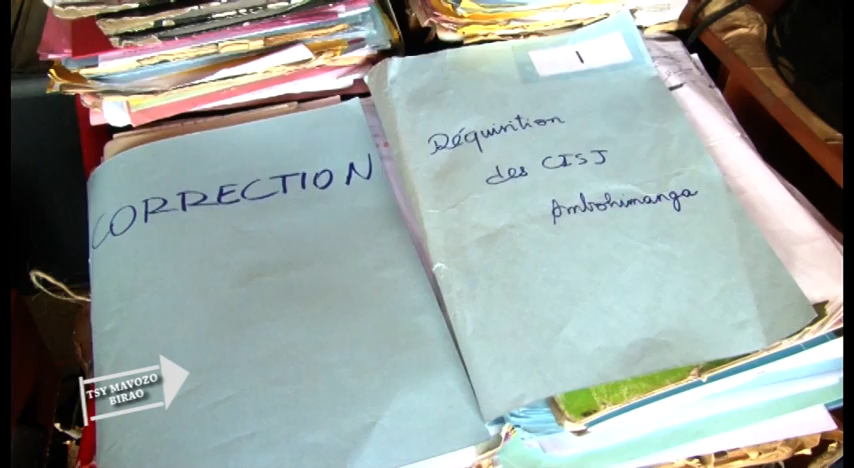 CORRECTION
1
Réquisition
des CISJ
Ambohimanga
TSY MAVOZO
BIRAO